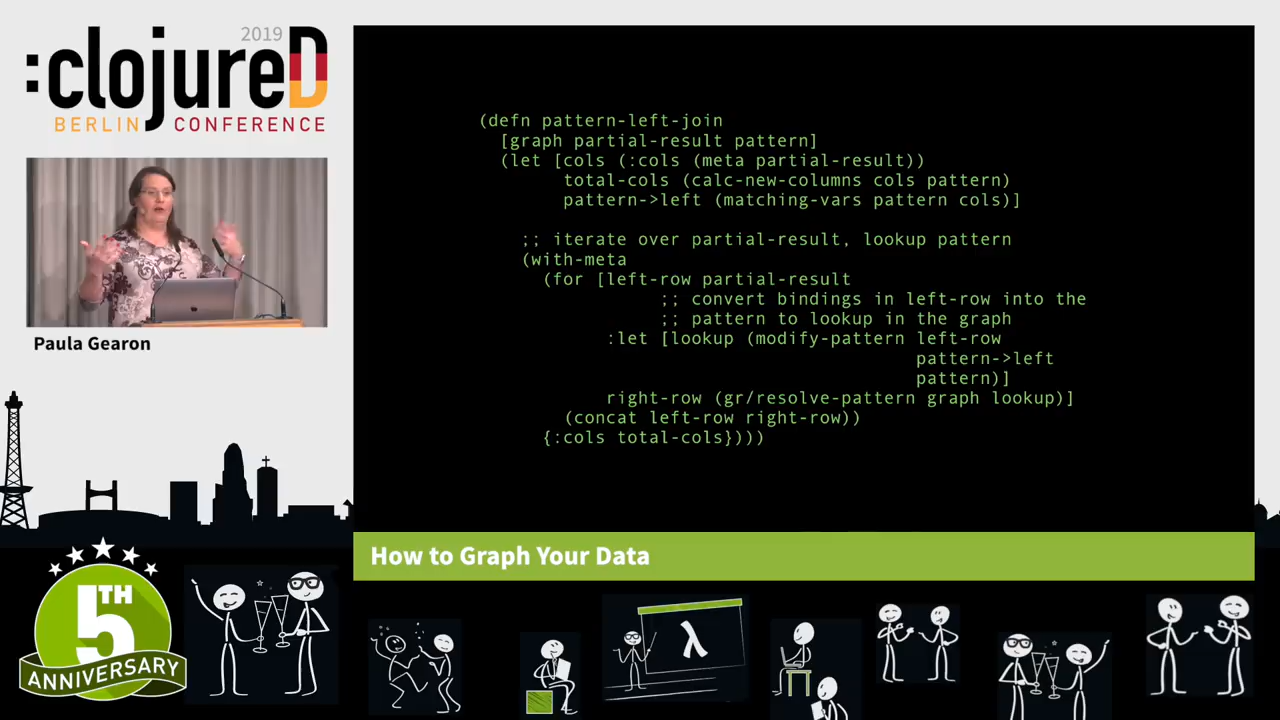 2019
:clojureD
BERLIN CONFERENCE
Paula Gearon
(defn pattern-left-join
[graph partial-result pattern]
(let [cols (:cols (meta partial-result))
total-cols (calc-new-columns cols pattern)
pattern->left (matching-vars pattern cols)]
;; iterate over partial-result, lookup pattern
(with-meta
(for [left-row partial-result
;; convert bindings in left-row into the
;; pattern to lookup in the graph
:let [lookup (modify-pattern left-row
pattern->left
pattern)]
right-row (gr/resolve-pattern graph lookup)]
(concat left-row right-row))
{:cols total-cols})))
How to Graph Your Data
5TH
ANNIVERSARY
λ